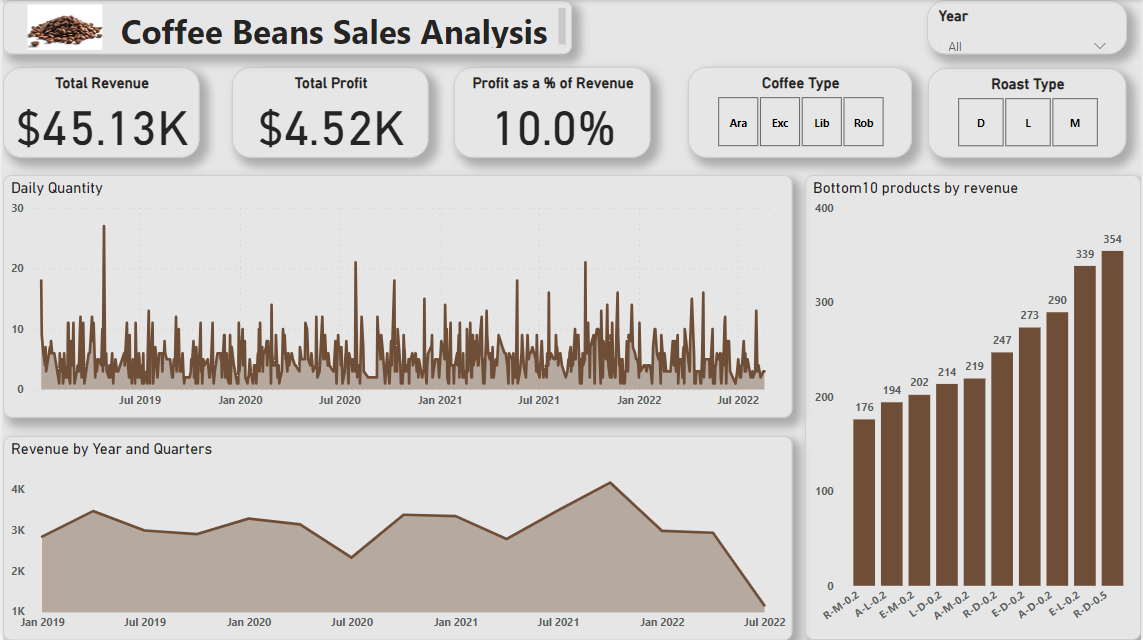 Coffee Beans Sales Analysis
Year
All
Total Revenue
$45.13K
Total Profit
$4.52K
Profit as a % of Revenue
10.0%
Coffee Type
Ara Exc Lib Rob
Roast Type
D L M
Daily Quantity
30
20
10
0
Jul 2019 Jan 2020 Jul 2020 Jan 2021 Jul 2021 Jan 2022 Jul 2022
Revenue by Year and Quarters
4K
3K
2K
1K
Jan 2019 Jul 2019 Jan 2020 Jul 2020 Jan 2021 Jul 2021 Jan 2022 Jul 2022
Bottom10 products by revenue
400
300
200
100
0
176 194 202 214 219 247 273 290 339 354
R-M-0.2 A-L-0.2 E-M-0.2 L-D-0.2 A-M-0.2 R-D-0.2 E-D-0.2 A-D-0.2 E-L-0.2 R-D-0.5